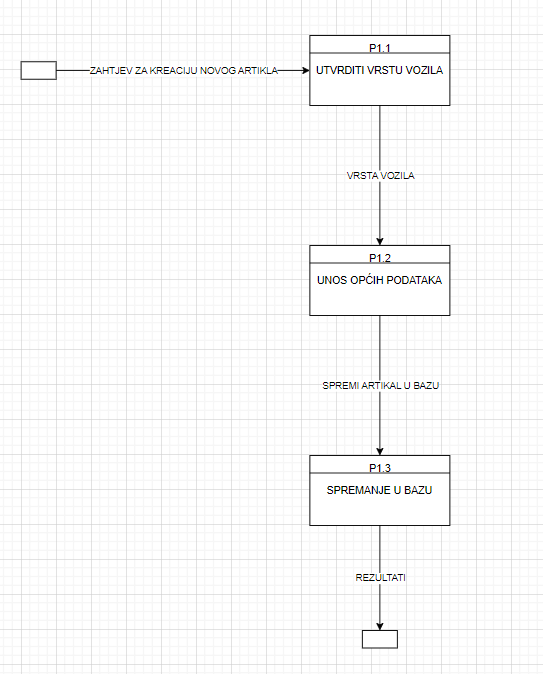 P1.1
ZAHTJEV ZA KREACIJU NOVOG ARTIKLA
UTVRDITI VRSTU VOZILA
VRSTA VOZILA
P1.2
UNOS OPĆIH PODATAKA
SPREMI ARTIKAL U BAZU
P1.3
SPREMANJE U BAZU
REZULTATI